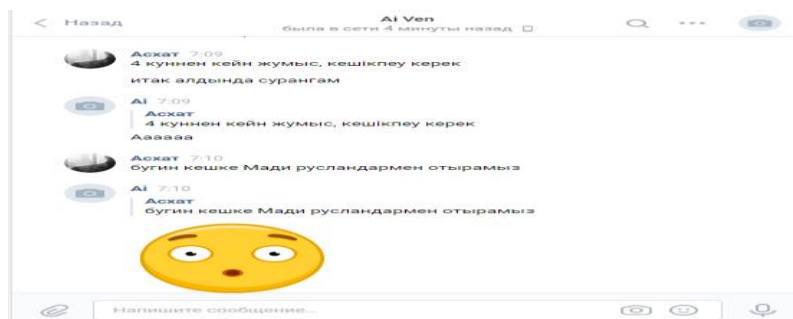 Назад
Ai Ven
была в сети 4 минуты назад
Асхат 7:09
4 куннен кейн жумыс, кешікпеу керек
итак алдында сурангам
Ai 7:09
Асхат
4 куннен кейн жумыс, кешікпеу керек
Аааааа
Асхат 7:10
бугин кешке Мади русландармен отырамыз
Ai 7:10
Асхат
бугин кешке Мади русландармен отырамыз
Напишите сообщение...